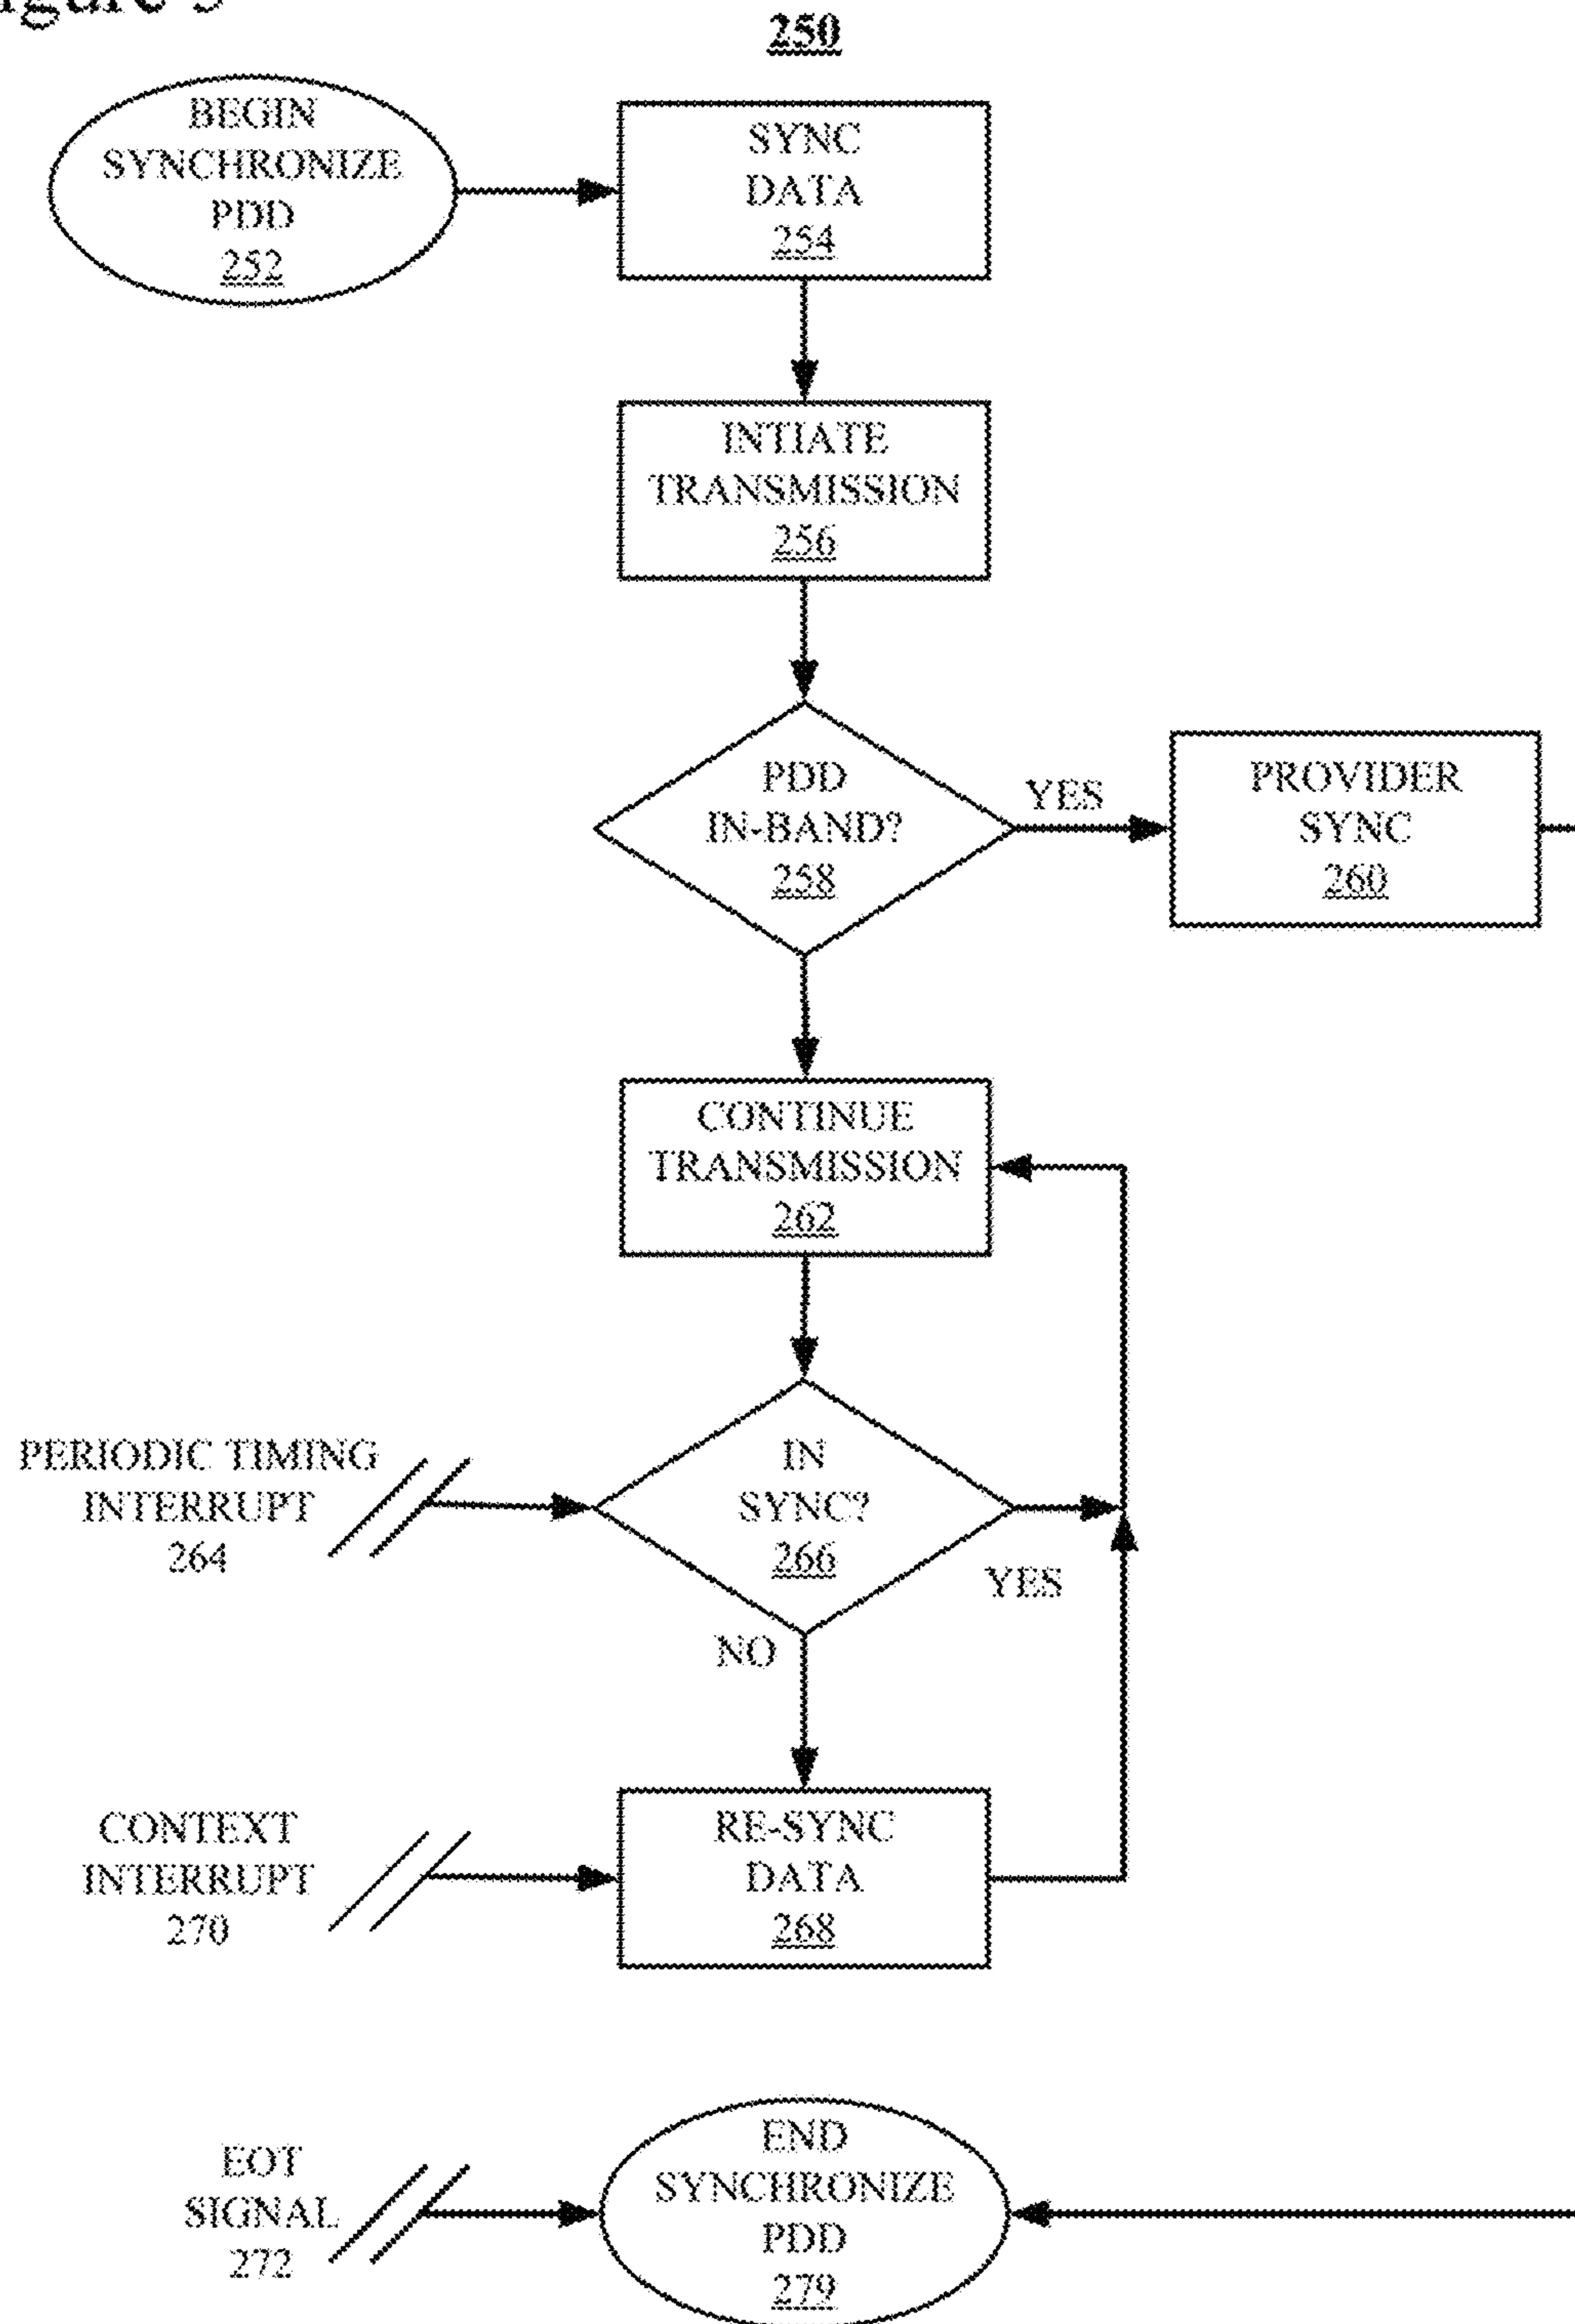 250
BEGIN
SYNCHRONIZE
PDD
252
SYNC
DATA
254
INTIATE
TRANSMISSION
256
PDD
IN-BAND?
258
YES
PROVIDER
SYNC
260
CONTINUE
TRANSMISSION
262
PERIODIC TIMING
INTERRUPT
264
IN
SYNC?
266
YES
NO
CONTEXT
INTERRUPT
270
RE-SYNC
DATA
268
EOT
SIGNAL
272
END
SYNCHRONIZE
PDD
279